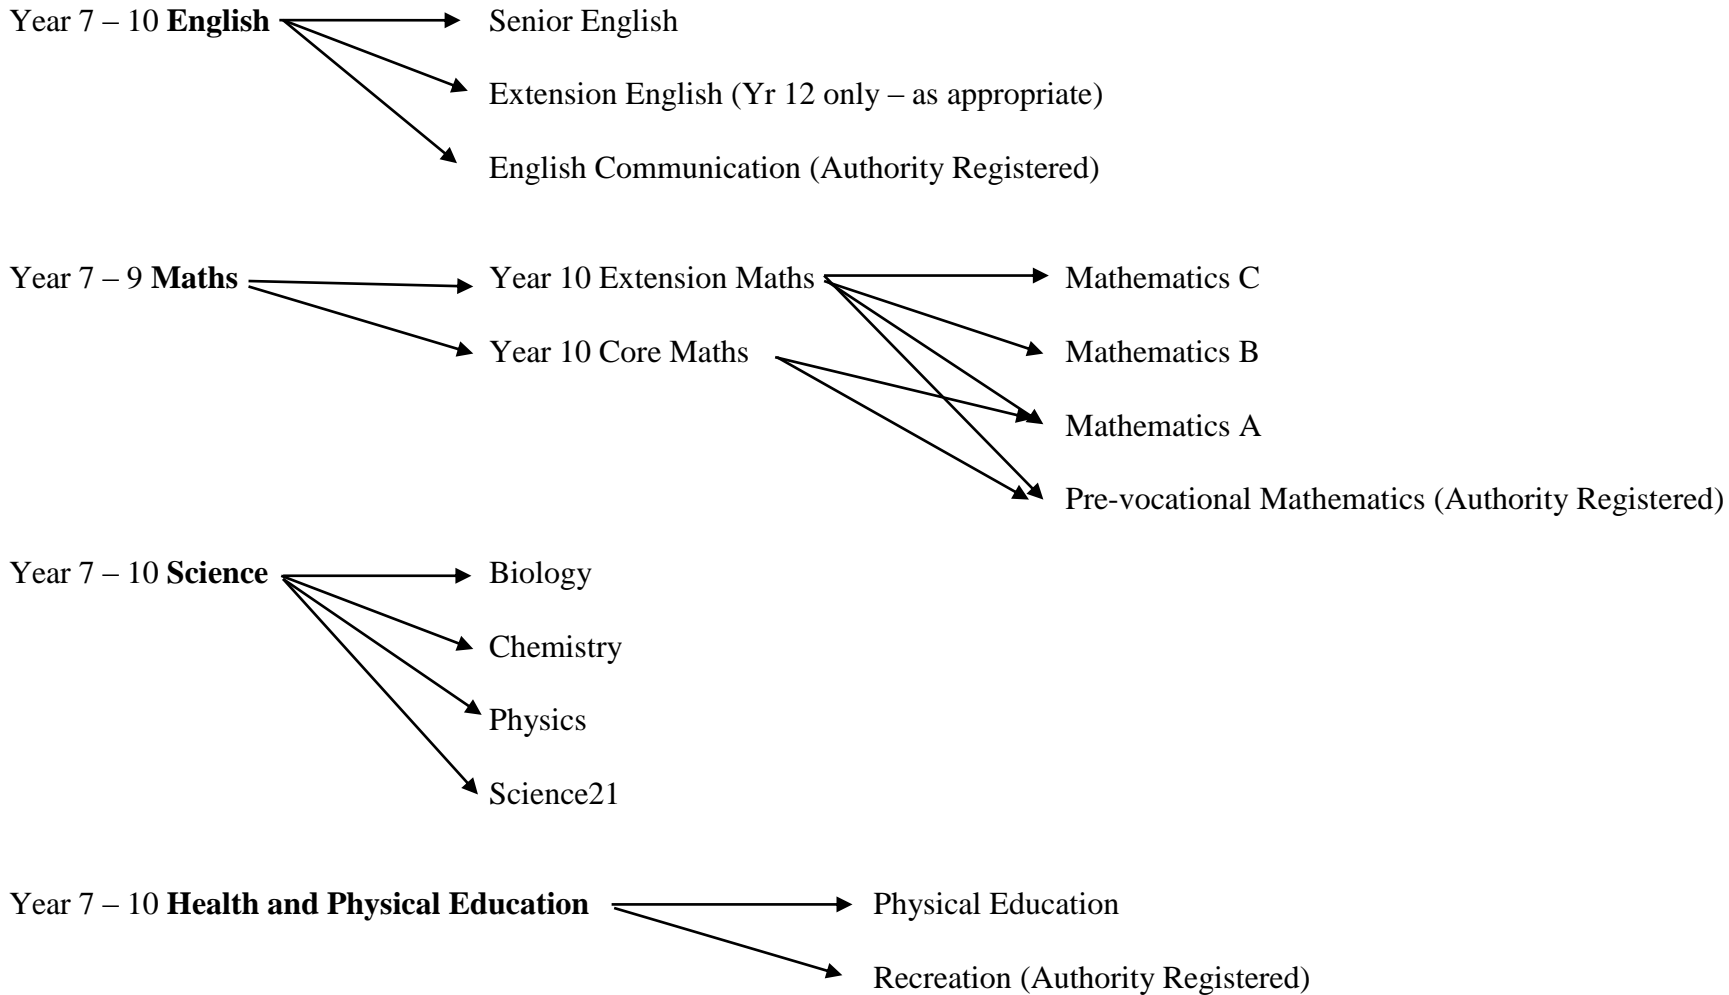 Year 7 – 10 English Senior English
Extension English (Yr 12 only – as appropriate)
English Communication (Authority Registered)
Year 7 – 9 Maths Year 10 Extension Maths Mathematics C
Year 10 Core Maths Mathematics B
Mathematics A
Pre-vocational Mathematics (Authority Registered)
Year 7 – 10 Science Biology
Chemistry
Physics
Science21
Year 7 – 10 Health and Physical Education Physical Education
Recreation (Authority Registered)